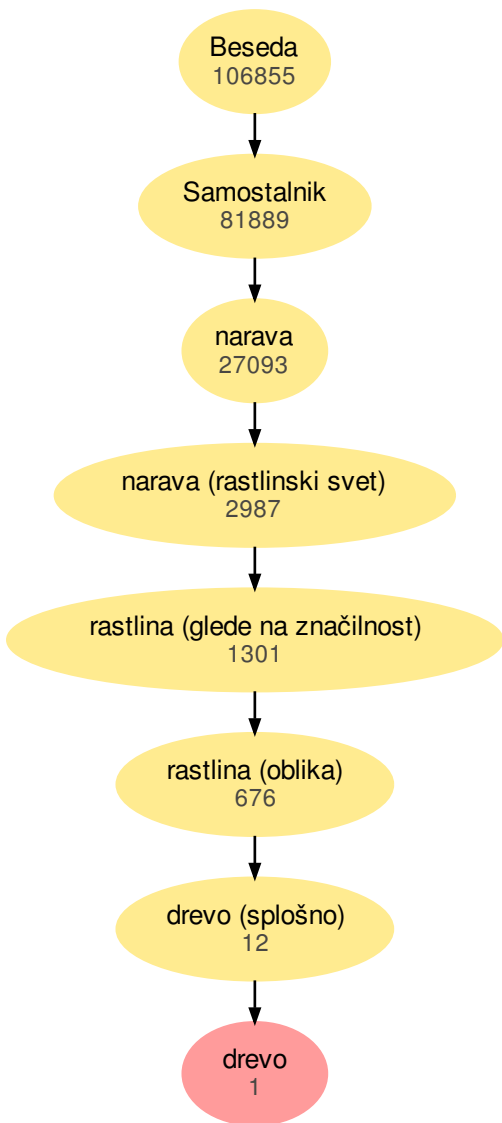 Beseda
106855
Samostalnik
81889
narava
27093
narava (rastlinski svet)
2987
rastlina (glede na značilnost)
1301
rastlina (oblika)
676
drevo (splošno)
12
drevo
1